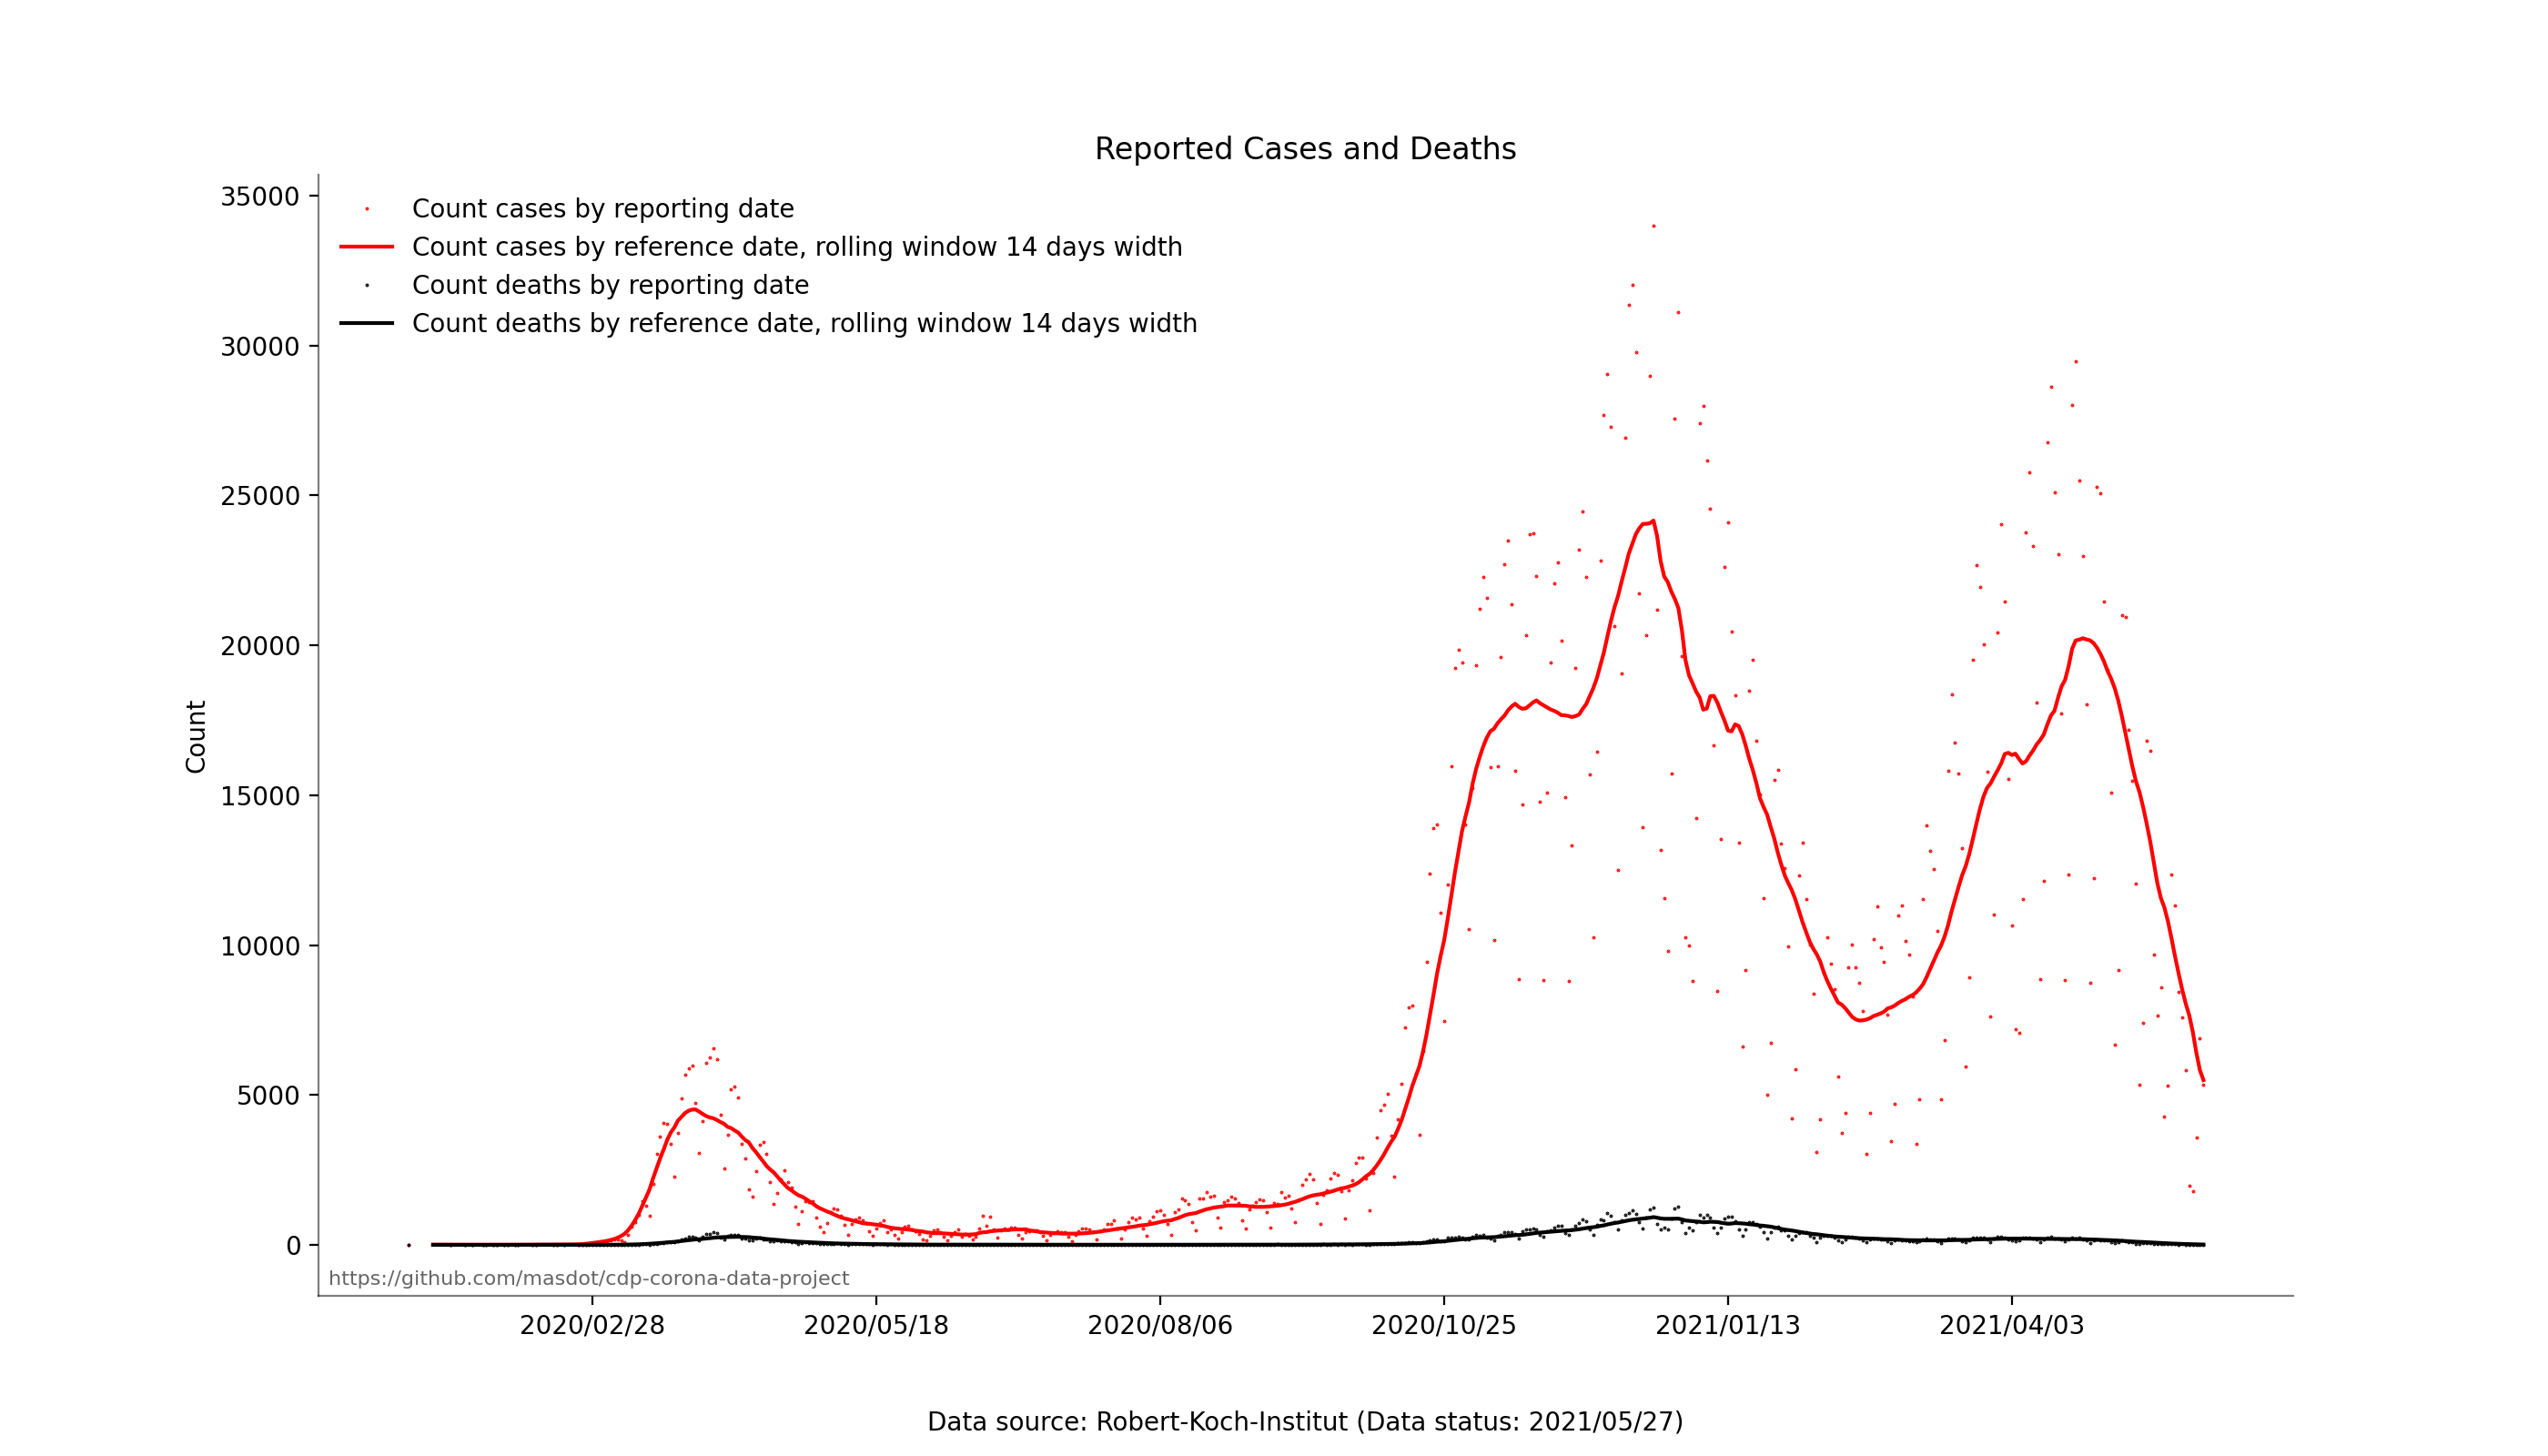 Reported Cases and Deaths
35000
30000
25000
20000
15000
10000
5000
0
Count
Count cases by reporting date
Count cases by reference date, rolling window 14 days width
Count deaths by reporting date
Count deaths by reference date, rolling window 14 days width
https://github.com/masdot/cdp-corona-data-project
2020/02/28 2020/05/18 2020/08/06 2020/10/25 2021/01/13 2021/04/03
Data source: Robert-Koch-Institut (Data status: 2021/05/27)